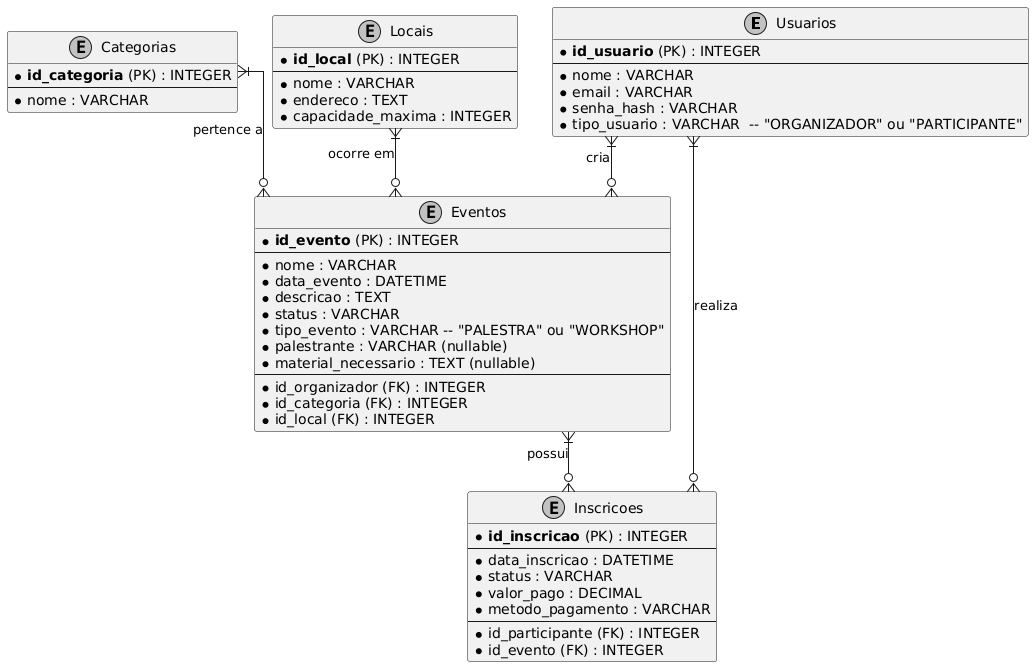 E Categorias
id_categoria (PK) : INTEGER
nome : VARCHAR
E Locais
id_local (PK) : INTEGER
nome : VARCHAR
endereco : TEXT
capacidade_maxima : INTEGER
E Usuarios
id_usuario (PK) : INTEGER
nome : VARCHAR
email : VARCHAR
senha_hash : VARCHAR
tipo_usuario : VARCHAR -- "ORGANIZADOR" ou "PARTICIPANTE"
pertence a
ocorre em
cria
E Eventos
id_evento (PK) : INTEGER
nome : VARCHAR
data_evento : DATETIME
descricao : TEXT
status : VARCHAR
tipo_evento : VARCHAR -- "PALESTRA" ou "WORKSHOP"
palestrante : VARCHAR (nullable)
material_necessario : TEXT (nullable)
id_organizador (FK) : INTEGER
id_categoria (FK) : INTEGER
id_local (FK) : INTEGER
realiza
possui
E Inscricoes
id_inscricao (PK) : INTEGER
data_inscricao : DATETIME
status : VARCHAR
valor_pago : DECIMAL
metodo_pagamento : VARCHAR
id_participante (FK) : INTEGER
id_evento (FK) : INTEGER